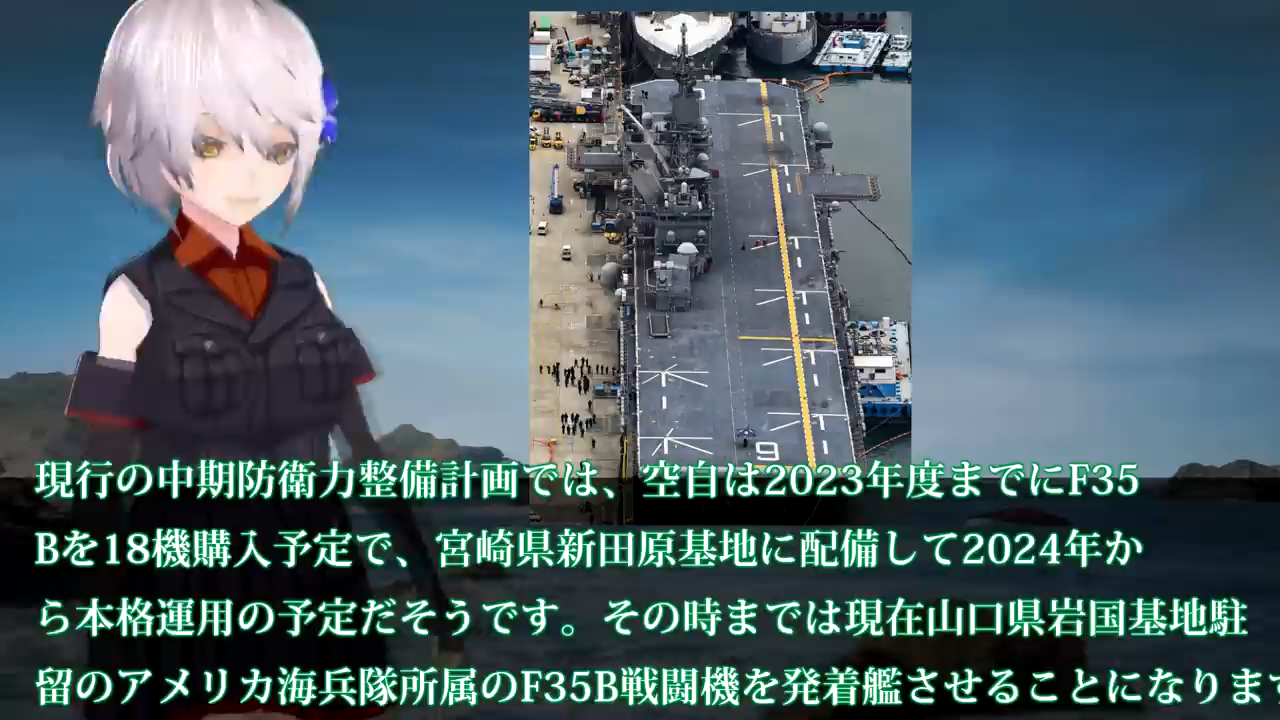 現行の中期防衛力整備計画では、空自は2023年度までにF35
Bを18機購入予定で、宮崎県新田原基地に配備して2024年か
ら本格運用の予定だそうです。その時までは現在山口県岩国基地駐
留のアメリカ海兵隊所属のF35B戦闘機を発着艦させることになりま
9